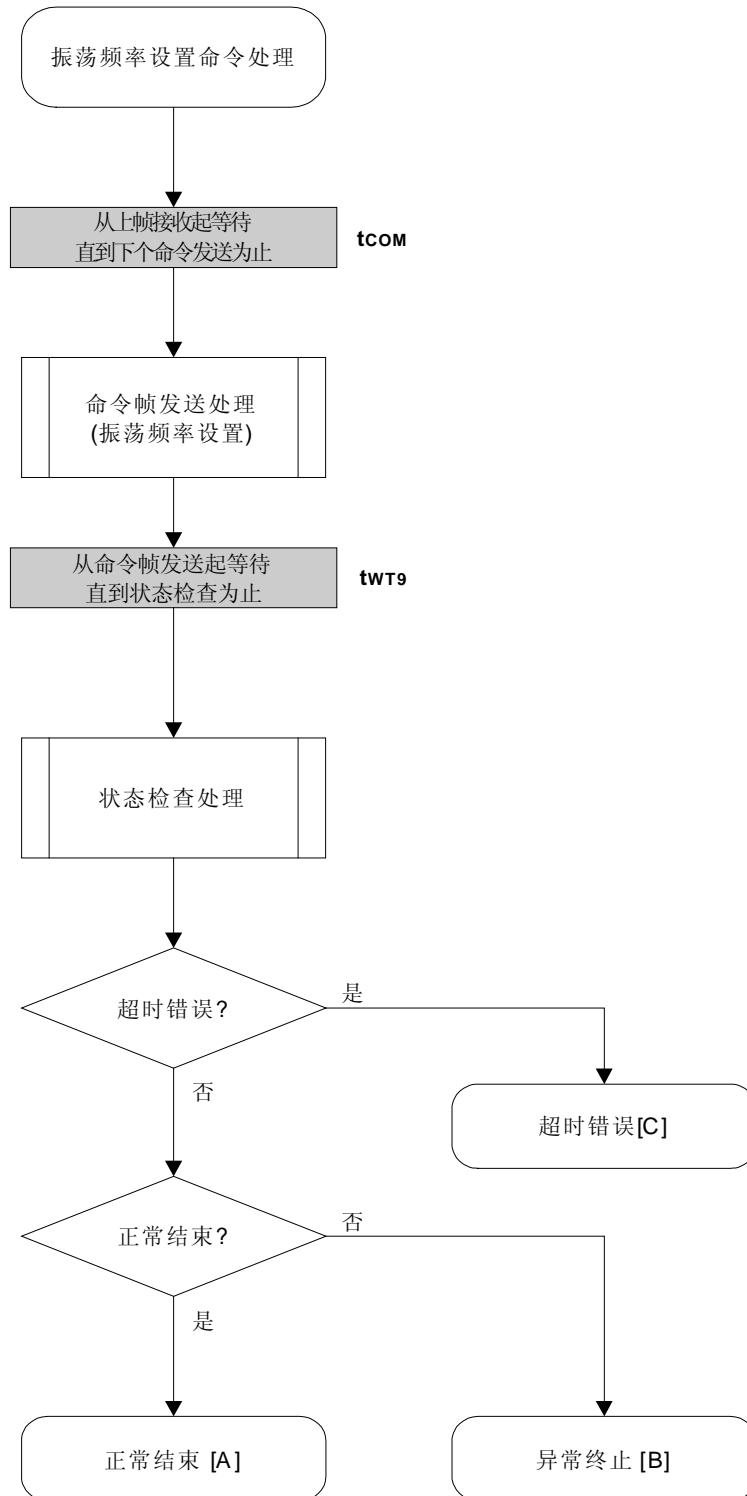 振荡频率设置命令处理
从上帧接收起等待
直到下个命令发送为止
tCOM
命令帧发送处理
(振荡频率设置)
从命令帧发送起等待
直到状态检查为止
tWT9
状态检查处理
超时错误?
是
否
超时错误[C]
正常结束?
否
是
正常结束 [A]
异常终止 [B]